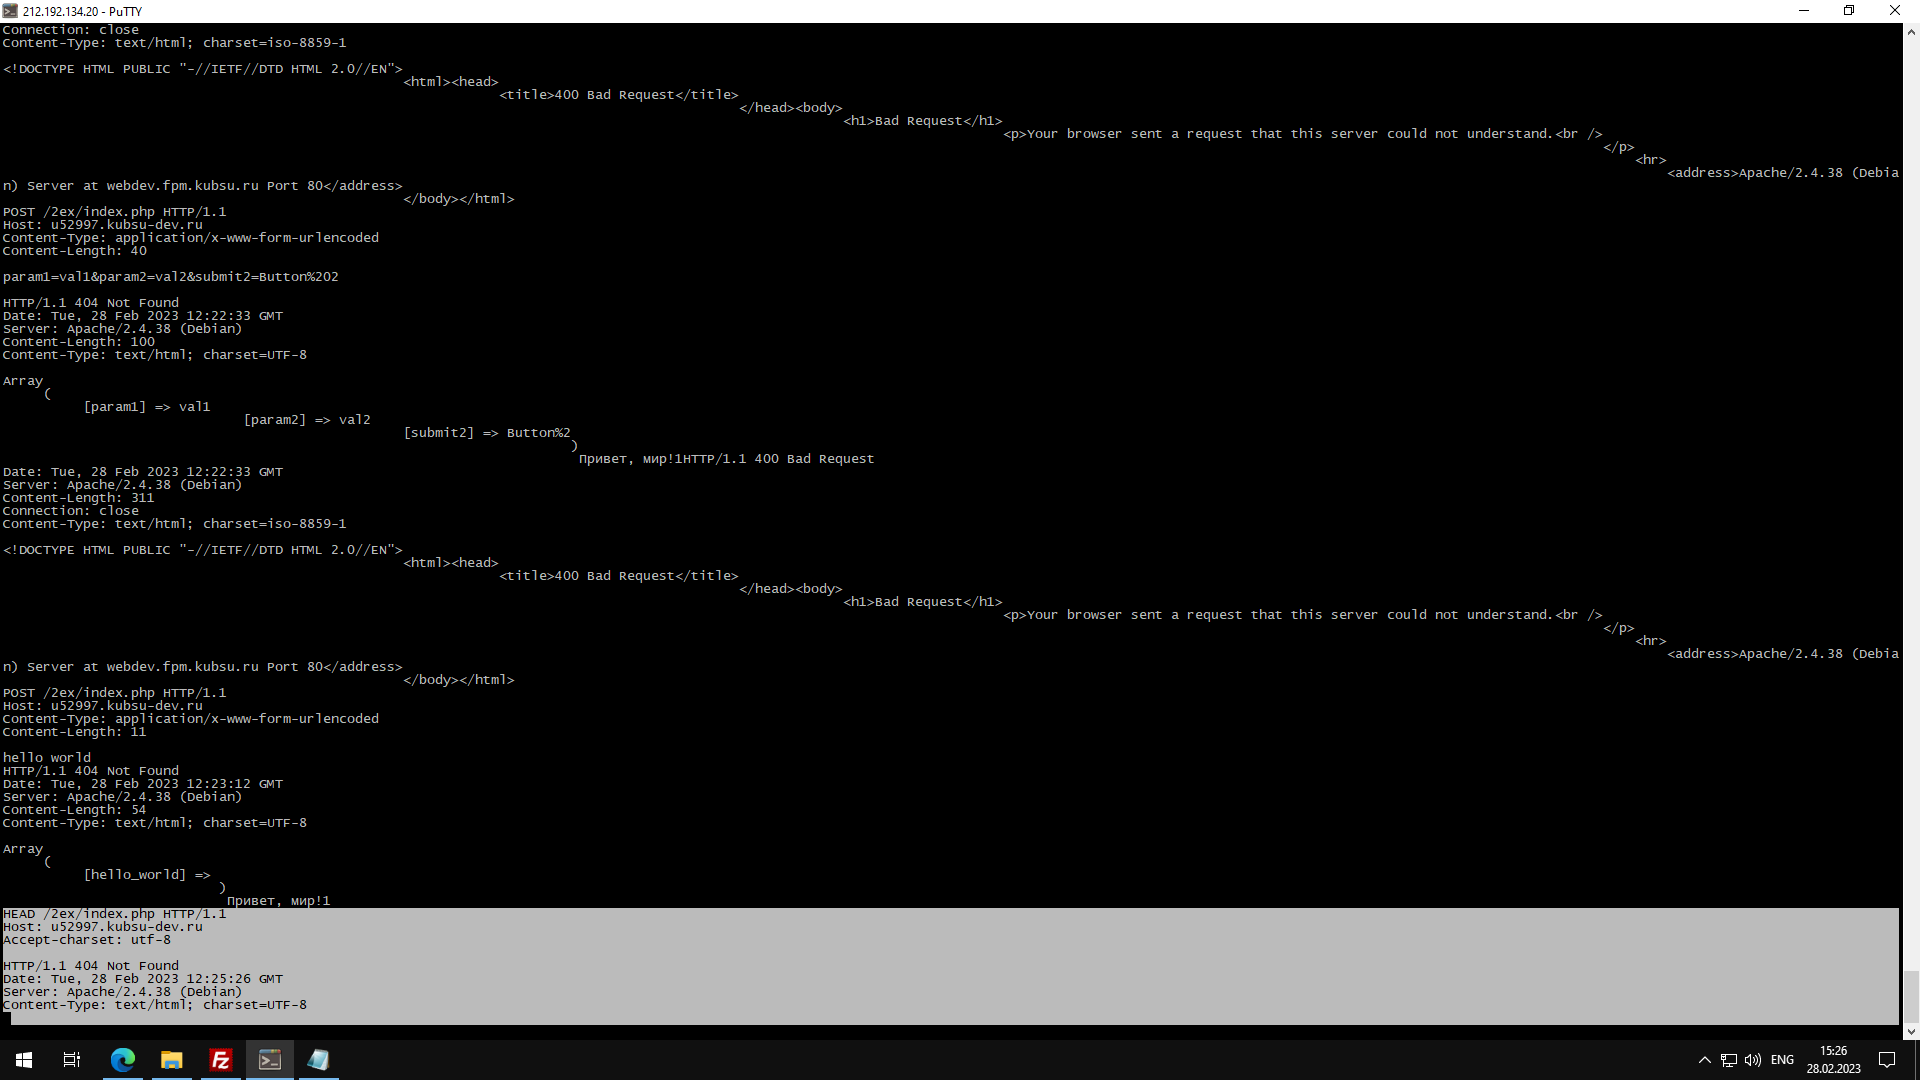 212.192.134.20 - PuTTY
Connection: close
Content-Type: text/html; charset=iso-8859-1
<!DOCTYPE HTML PUBLIC "-//IETF//DTD HTML 2.0//EN">
<html><head>
<title>400 Bad Request</title>
</head><body>
<h1>Bad Request</h1>
<p>Your browser sent a request that this server could not understand.<br />
</p>
<hr>
<address>Apache/2.4.38 (Debia
n) Server at webdev.fpm.kubsu.ru Port 80</address>
</body></html>
POST /2ex/index.php HTTP/1.1
Host: u52997.kubsu-dev.ru
Content-Type: application/x-www-form-urlencoded
Content-Length: 40
param1=val1&param2=val2&submit2=Button%202
HTTP/1.1 404 Not Found
Date: Tue, 28 Feb 2023 12:22:33 GMT
Server: Apache/2.4.38 (Debian)
Content-Length: 100
Content-Type: text/html; charset=UTF-8
Array
(
[param1] => val1
[param2] => val2
[submit2] => Button%2
)
Привет, мир!1HTTP/1.1 400 Bad Request
Date: Tue, 28 Feb 2023 12:22:33 GMT
Server: Apache/2.4.38 (Debian)
Content-Length: 311
Connection: close
Content-Type: text/html; charset=iso-8859-1
<!DOCTYPE HTML PUBLIC "-//IETF//DTD HTML 2.0//EN">
<html><head>
<title>400 Bad Request</title>
</head><body>
<h1>Bad Request</h1>
<p>Your browser sent a request that this server could not understand.<br />
</p>
<hr>
<address>Apache/2.4.38 (Debia
n) Server at webdev.fpm.kubsu.ru Port 80</address>
</body></html>
POST /2ex/index.php HTTP/1.1
Host: u52997.kubsu-dev.ru
Content-Type: application/x-www-form-urlencoded
Content-Length: 11
hello world
HTTP/1.1 404 Not Found
Date: Tue, 28 Feb 2023 12:23:12 GMT
Server: Apache/2.4.38 (Debian)
Content-Length: 54
Content-Type: text/html; charset=UTF-8
Array
(
[hello_world] =>
)
Привет, мир!1
HEAD /2ex/index.php HTTP/1.1
Host: u52997.kubsu-dev.ru
Accept-charset: utf-8
HTTP/1.1 404 Not Found
Date: Tue, 28 Feb 2023 12:25:26 GMT
Server: Apache/2.4.38 (Debian)
Content-Type: text/html; charset=UTF-8
Fz
ENG
15:26
28.02.2023